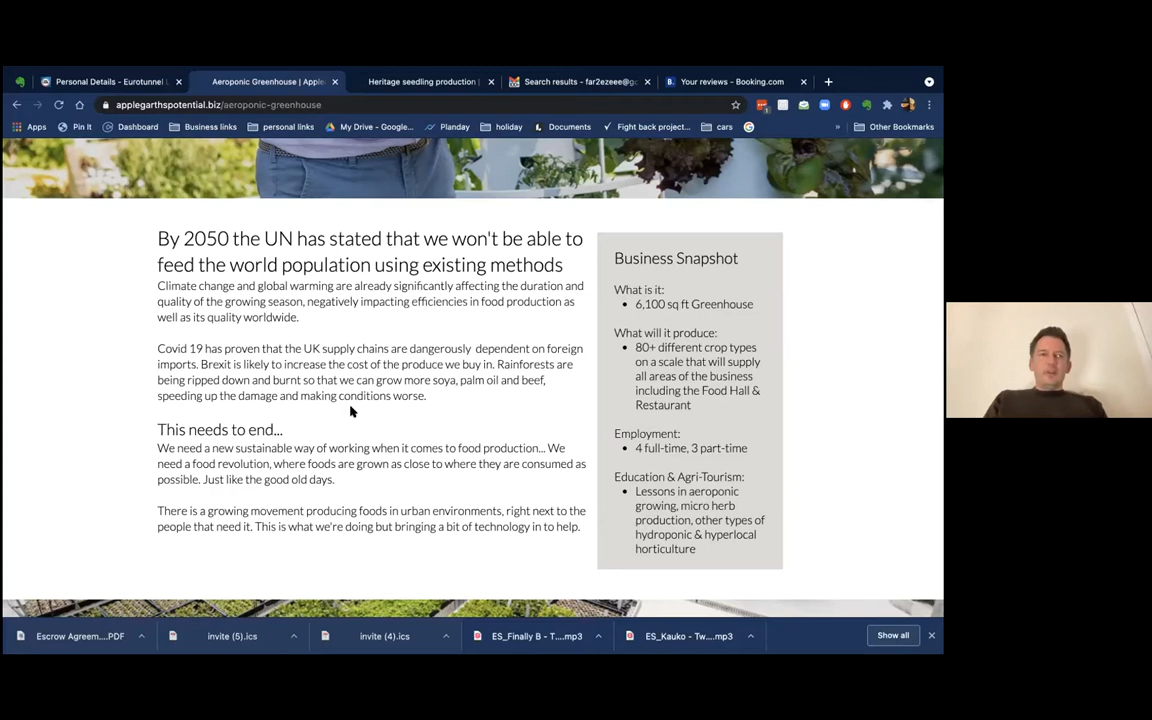 Personal Details - Eurotunnel
Aeroponic Greenhouse | Apple
Heritage seedling production |
Search results - far2ezeee@gc
Your reviews - Booking.com
applegarthspotential.biz/aeroponic-greenhouse
Apps
Pin It
Dashboard
Business links
personal links
My Drive - Google...
Planday
holiday
Documents
Fight back project...
cars
»
Other Bookmarks
By 2050 the UN has stated that we won't be able to
feed the world population using existing methods
Climate change and global warming are already significantly affecting the duration and
quality of the growing season, negatively impacting efficiencies in food production as
well as its quality worldwide.
Covid 19 has proven that the UK supply chains are dangerously dependent on foreign
imports. Brexit is likely to increase the cost of the produce we buy in. Rainforests are
being ripped down and burnt so that we can grow more soya, palm oil and beef,
speeding up the damage and making conditions worse.
This needs to end...
We need a new sustainable way of working when it comes to food production... We
need a food revolution, where foods are grown as close to where they are consumed as
possible. Just like the good old days.
There is a growing movement producing foods in urban environments, right next to the
people that need it. This is what we're doing but bringing a bit of technology in to help.
Business Snapshot
What is it:
• 6,100 sq ft Greenhouse
What will it produce:
• 80+ different crop types
on a scale that will supply
all areas of the business
including the Food Hall &
Restaurant
Employment:
• 4 full-time, 3 part-time
Education & Agri-Tourism:
• Lessons in aeroponic
growing, micro herb
production, other types of
hydroponic & hyperlocal
horticulture
Escrow Agreem....PDF
invite (5).ics
invite (4).ics
ES_Finally B - T....mp3
ES_Kauko - Tw....mp3
Show all